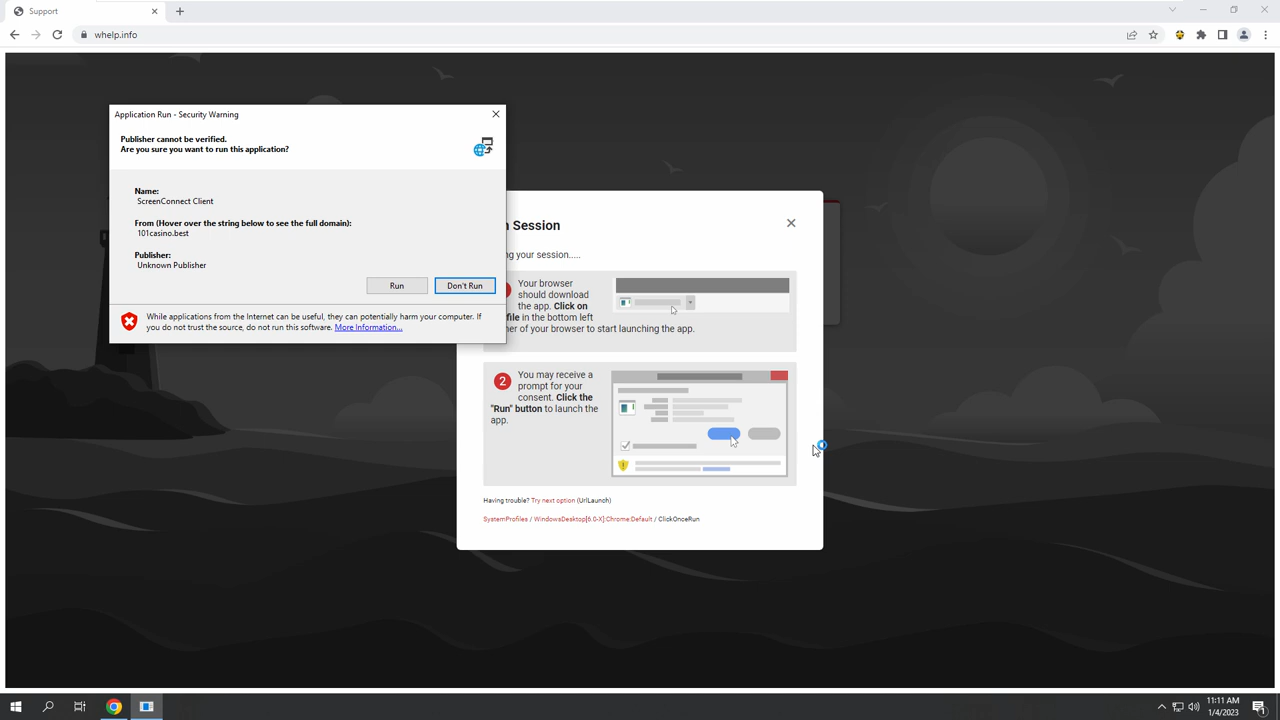 Support
whelp.info
Application Run - Security Warning
Publisher cannot be verified.
Are you sure you want to run this application?
Name:
ScreenConnect Client
From (Hover over the string below to see the full domain):
101casino.best
Publisher:
Unknown Publisher
Run
Don't Run
While applications from the Internet can be useful, they can potentially harm your computer. If
you do not trust the source, do not run this software. More Information...
Session
your session.....
Your browser
should download
the app. Click on
file in the bottom left
of your browser to start launching the app.
2
You may receive a
prompt for your
consent. Click the
"Run" button to launch the
app.
Having trouble? Try next option (UrlLaunch)
SystemProfiles / WindowsDesktop[6.0-X]:Chrome:Default / ClickOnceRun
11:11 AM
1/4/2023
1